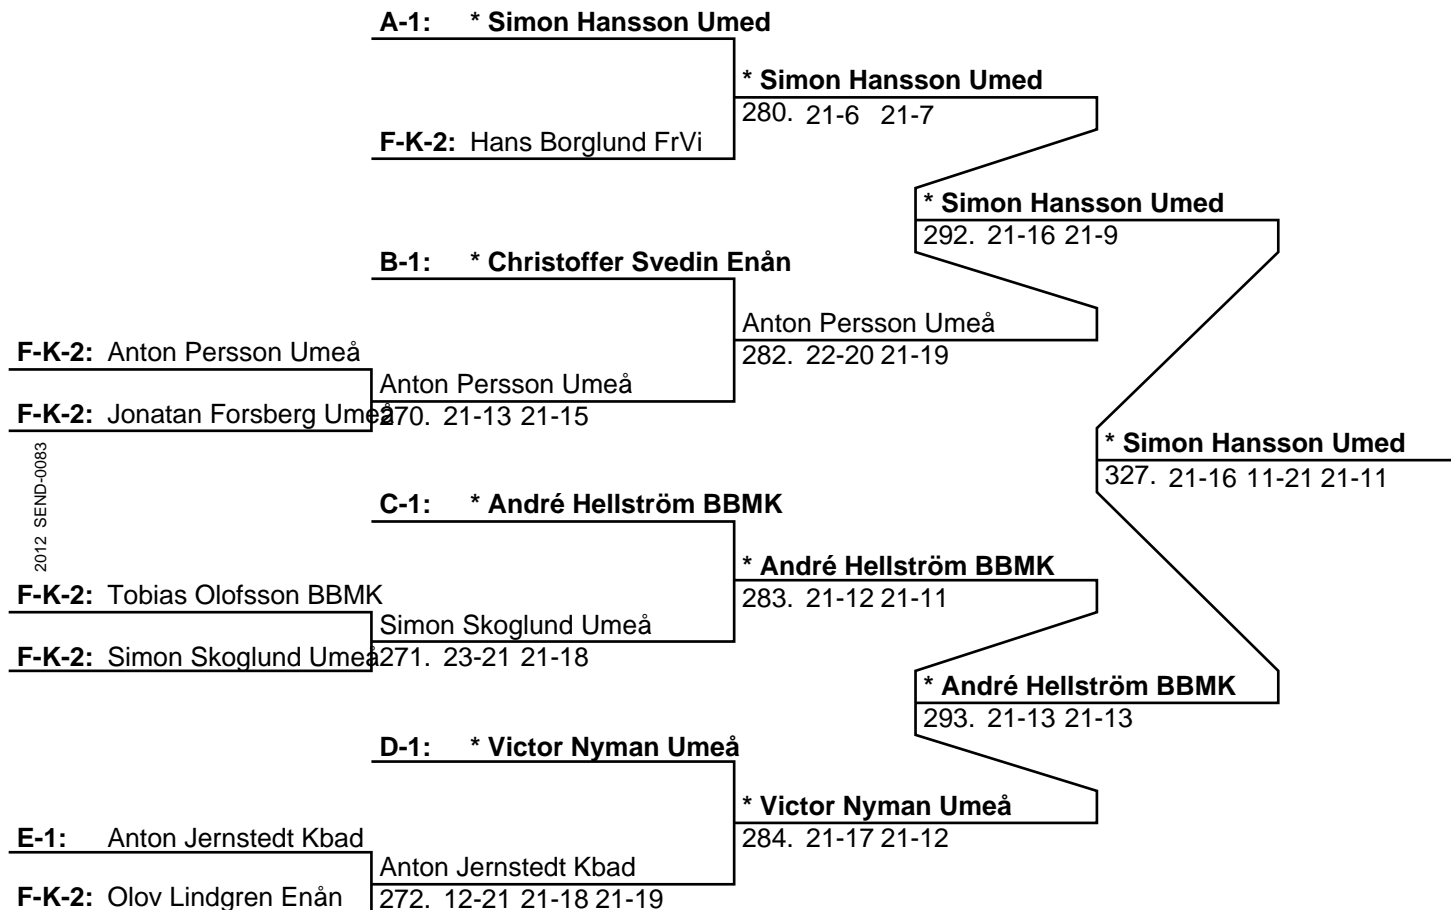 A-1: * Simon Hansson Umed
* Simon Hansson Umed
280. 21-6 21-7
F-K-2: Hans Borglund FrVi
* Simon Hansson Umed
292. 21-16 21-9
B-1: * Christoffer Svedin Enån
Anton Persson Umeå
282. 22-20 21-19
F-K-2: Anton Persson Umeå
Anton Persson Umeå
270. 21-13 21-15
F-K-2: Jonatan Forsberg Umeå
* Simon Hansson Umed
327. 21-16 11-21 21-11
2012 SEND-0083
C-1: * André Hellström BBMK
* André Hellström BBMK
283. 21-12 21-11
F-K-2: Tobias Olofsson BBMK
Simon Skoglund Umeå
271. 23-21 21-18
F-K-2: Simon Skoglund Umeå
* André Hellström BBMK
293. 21-13 21-13
D-1: * Victor Nyman Umeå
* Victor Nyman Umeå
284. 21-17 21-12
E-1: Anton Jernstedt Kbad
Anton Jernstedt Kbad
272. 12-21 21-18 21-19
F-K-2: Olov Lindgren Enån